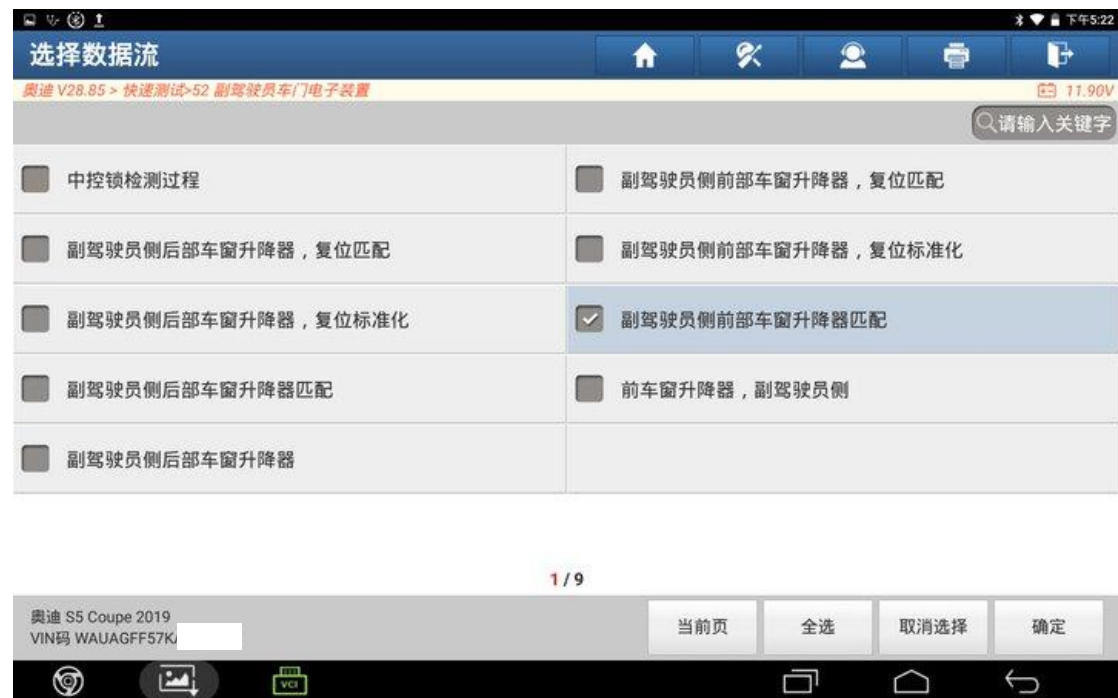 下午5:22
选择数据流
奥迪 V28.85 > 快速测试>52 副驾驶员车门电子装置
11.90V
请输入关键字
中控锁检测过程
副驾驶员侧前部车窗升降器，复位匹配
副驾驶员侧后部车窗升降器，复位匹配
副驾驶员侧前部车窗升降器，复位标准化
副驾驶员侧后部车窗升降器，复位标准化
副驾驶员侧前部车窗升降器匹配
副驾驶员侧后部车窗升降器匹配
前车窗升降器，副驾驶员侧
副驾驶员侧后部车窗升降器
1 / 9
奥迪 S5 Coupe 2019
VIN码 WAUAGFF57K
当前页
全选
取消选择
确定
VCI